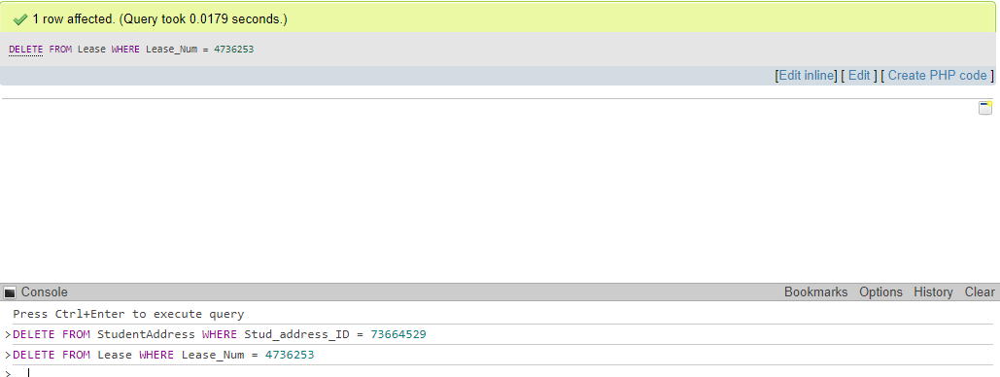 1 row affected. (Query took 0.0179 seconds.)
DELETE FROM Lease WHERE Lease_Num = 4736253
[Edit inline] [ Edit ] [ Create PHP code ]
Console Bookmarks Options History Clear
Press Ctrl+Enter to execute query
>DELETE FROM StudentAddress WHERE Stud_address_ID = 73664529
>DELETE FROM Lease WHERE Lease_Num = 4736253
>